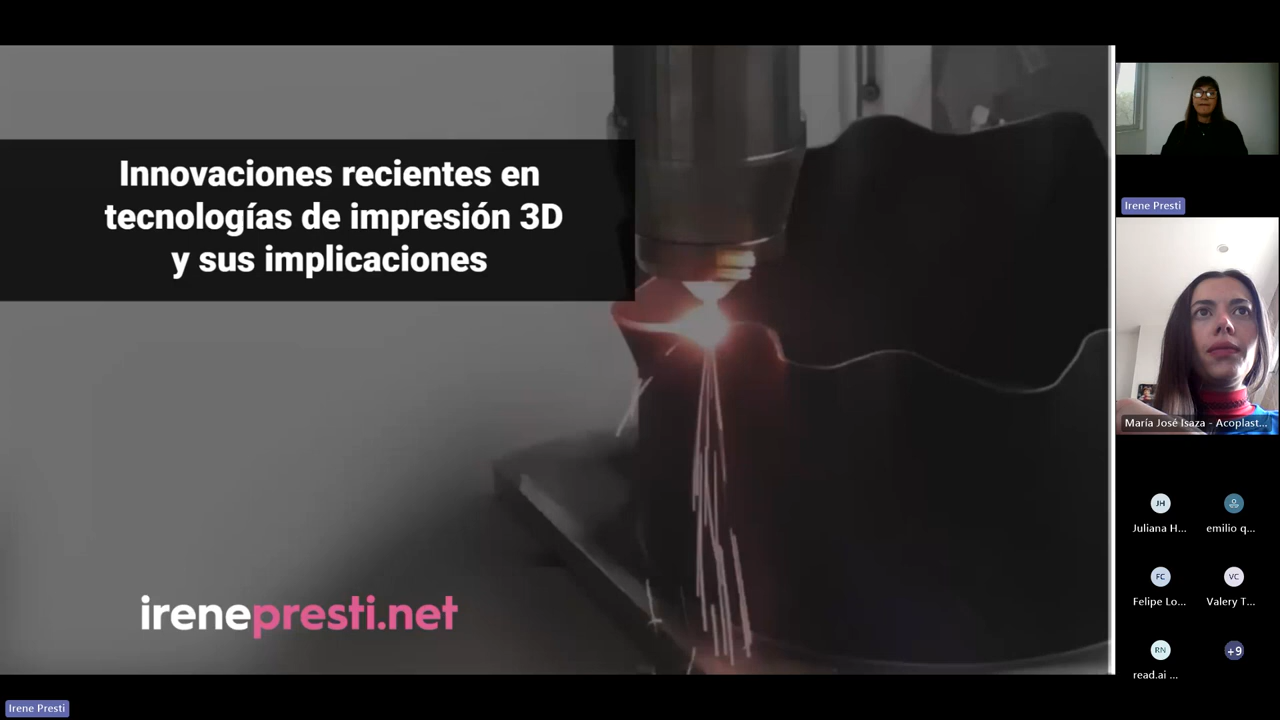 Innovaciones recientes en
tecnologías de impresión 3D
y sus implicaciones
irenepresti.net
Irene Presti
Irene Presti
María José Isaza - Acoplast...
JH
Juliana H...
emilio q...
FC
Felipe Lo...
VC
Valery T...
RN
read.ai ...
+9